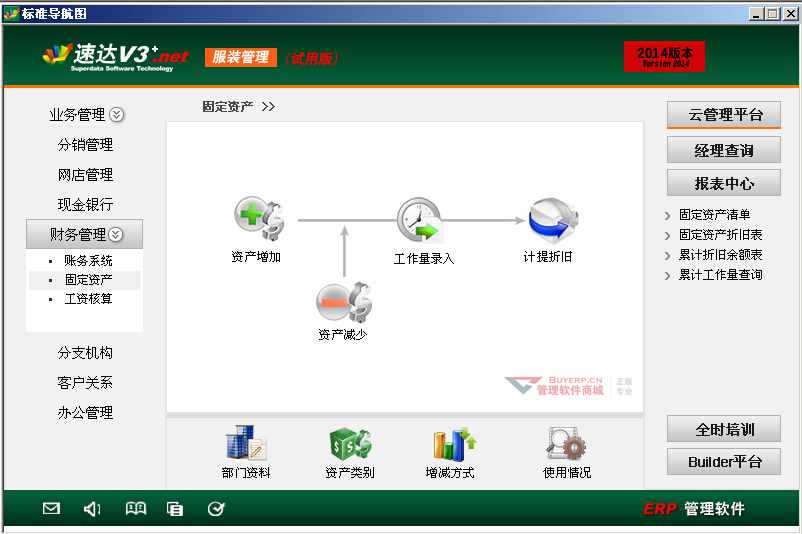 标准导航图
速达V3+.net
Superdata Software Technology
服装管理
（试用版）
2014版本
Version 2014
业务管理
分销管理
网店管理
现金银行
财务管理
账务系统
固定资产
工资核算
分支机构
客户关系
办公管理
固定资产 >>
资产增加
工作量录入
计提折旧
资产减少
BUYERP.CN
管理软件商城
正版
专业
部门资料
资产类别
增减方式
使用情况
云管理平台
经理查询
报表中心
固定资产清单
固定资产折旧表
累计折旧余额表
累计工作量查询
全时培训
Builder平台
ERP 管理软件